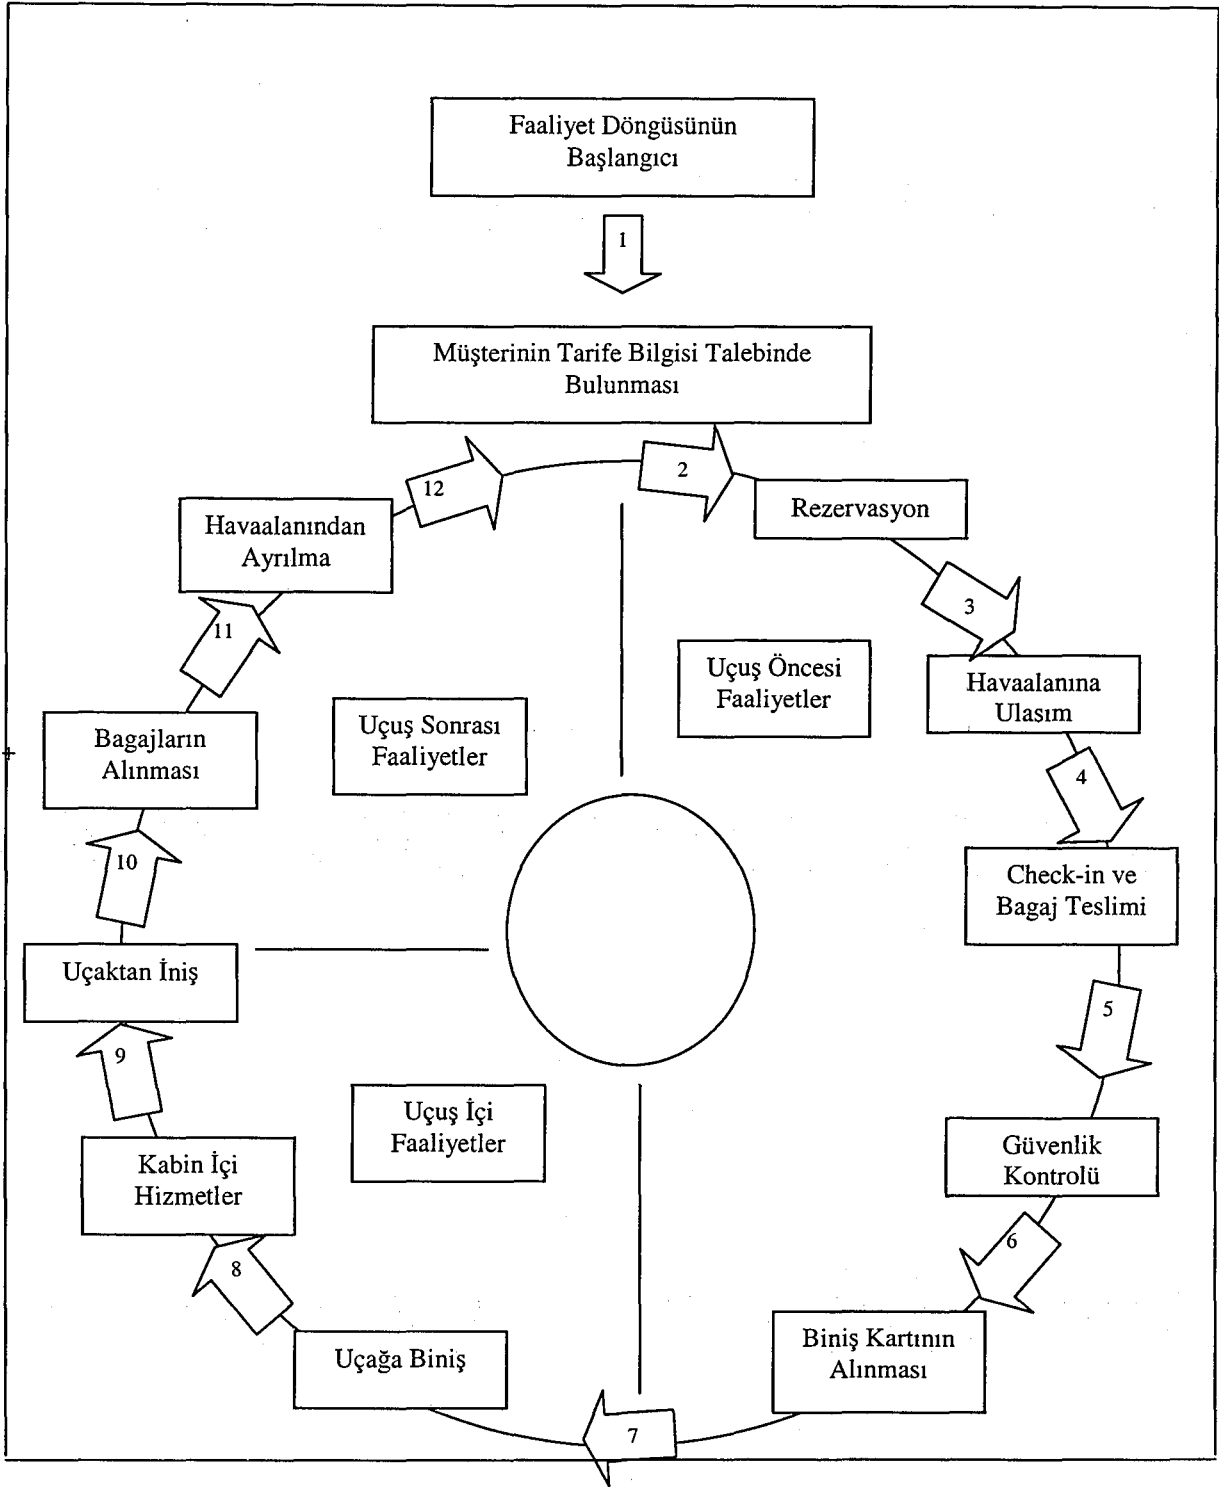 Faaliyet Döngüsünün
Başlangıcı
1
Müşterinin Tarife Bilgisi Talebinde
Bulunması
2
Rezervasyon
3
Havaalanına
Ulasım
4
Check-in ve
Bagaj Teslimi
5
Güvenlik
Kontrolü
6
Biniş Kartının
Alınması
7
Uçağa Biniş
8
Kabin İçi
Hizmetler
9
Uçaktan İniş
10
Bagajların
Alınması
11
Havaalanından
Ayrılma
12
Uçuş Öncesi
Faaliyetler
Uçuş Sonrası
Faaliyetler
Uçuş İçi
Faaliyetler